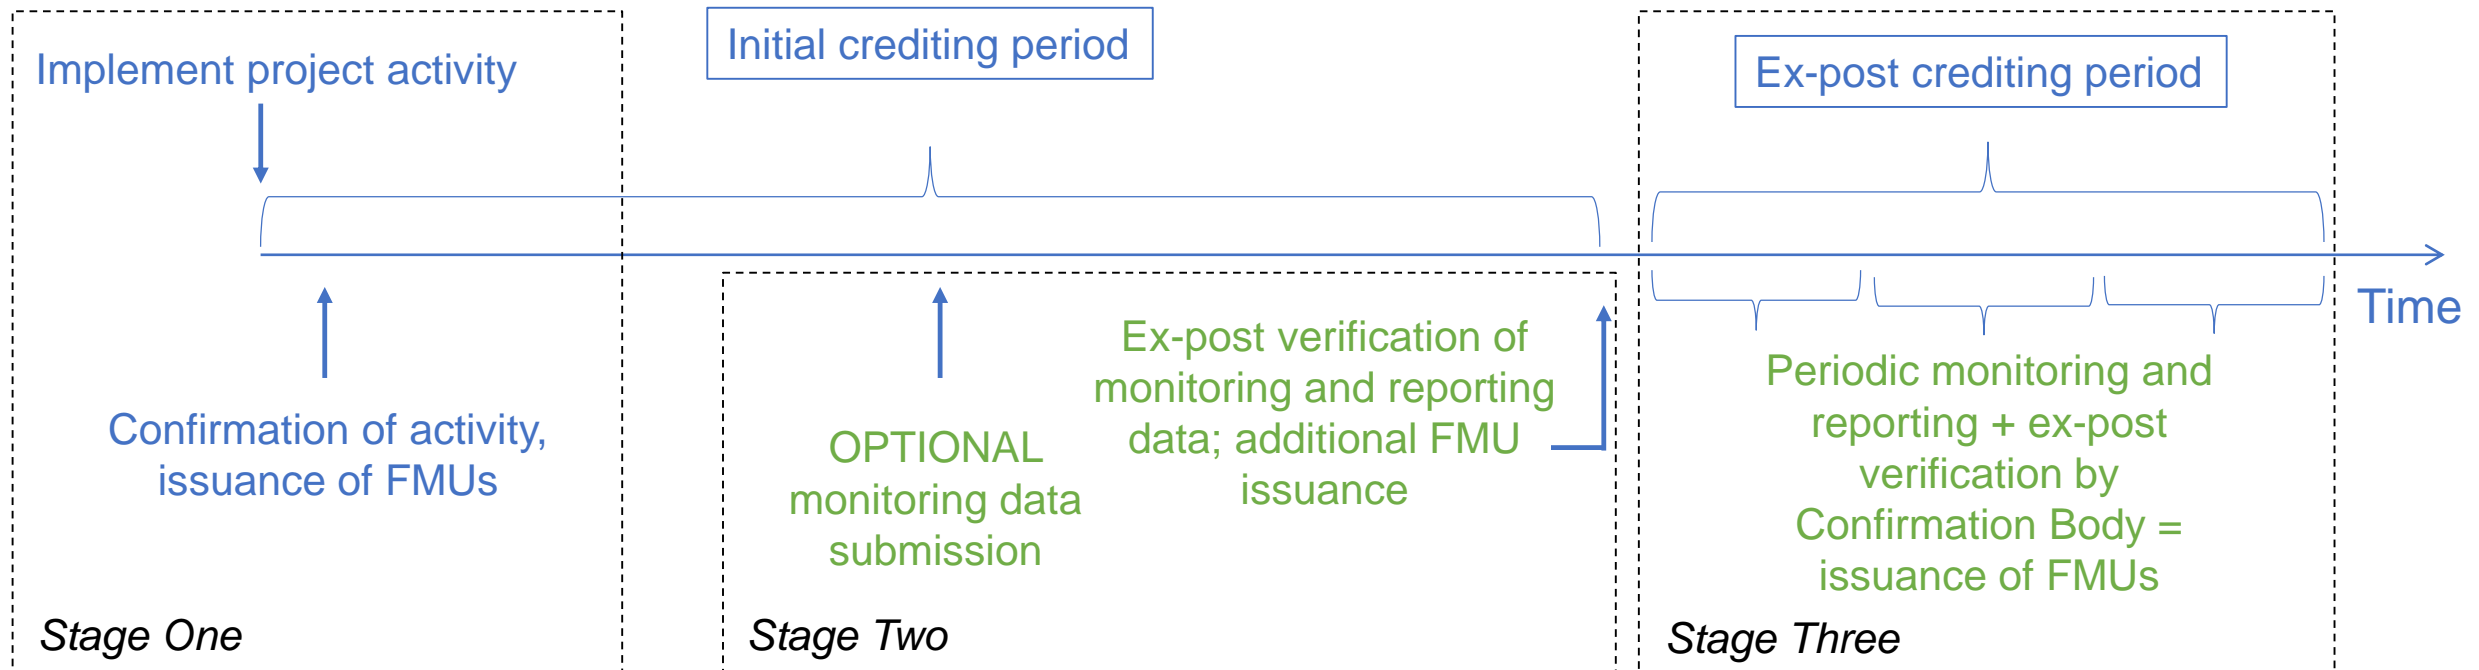 Implement project activity
Initial crediting period
Ex-post crediting period
Time
Confirmation of activity,
issuance of FMUs
OPTIONAL
monitoring data
submission
Ex-post verification of
monitoring and reporting
data; additional FMU
issuance
Periodic monitoring and
reporting + ex-post
verification by
Confirmation Body =
issuance of FMUs
Stage One
Stage Two
Stage Three